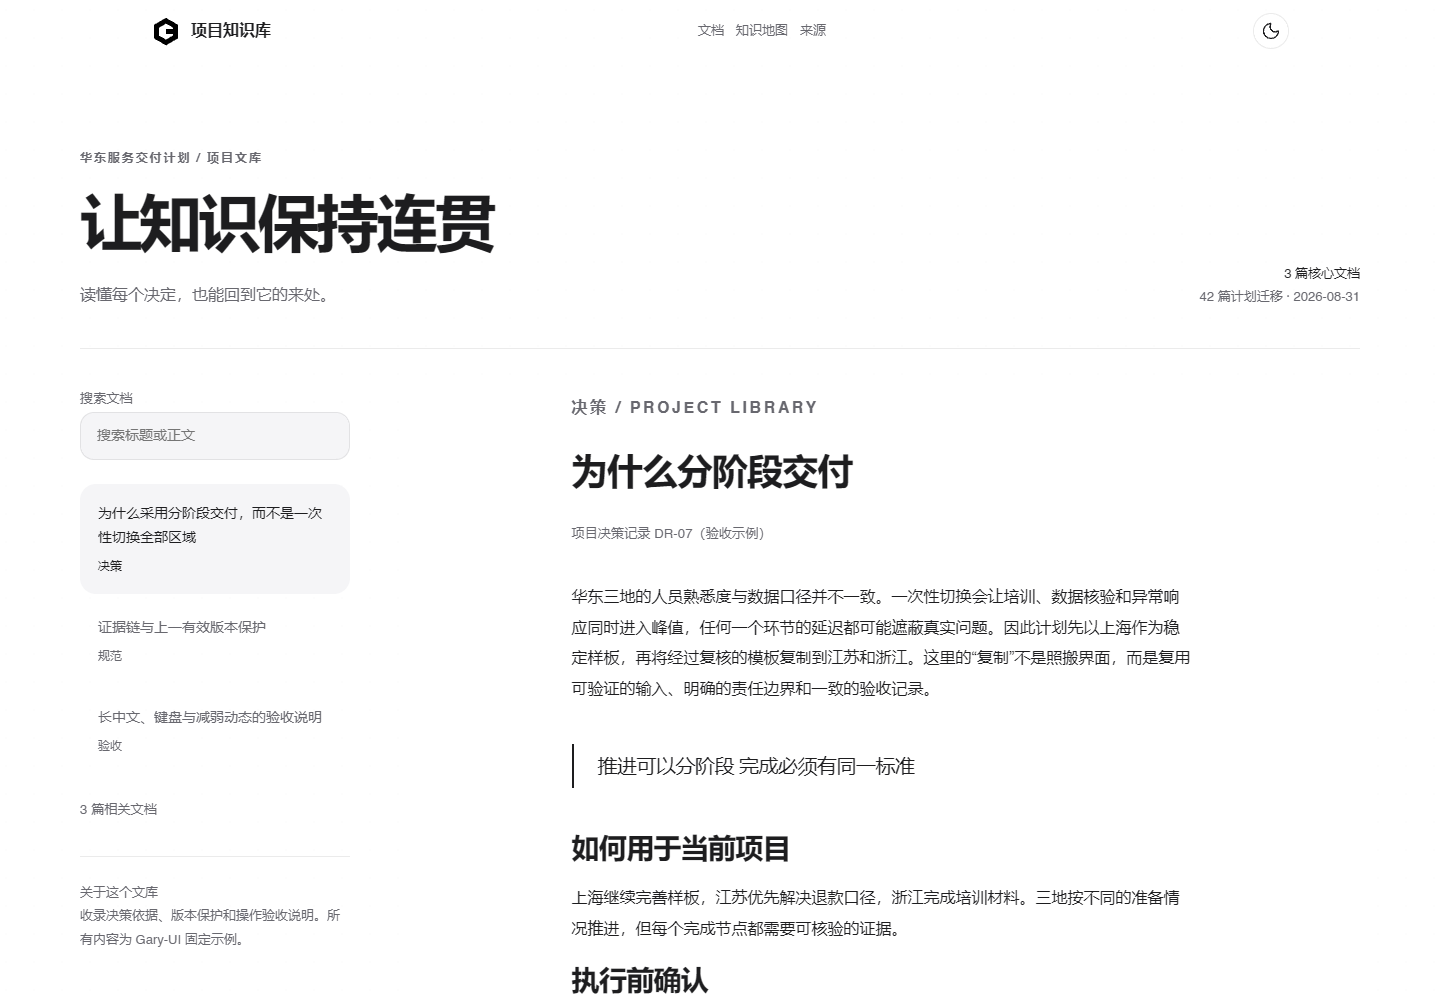 项目知识库
文档 知识地图 来源
华东服务交付计划 / 项目文库
让知识保持连贯
读懂每个决定，也能回到它的来处。
3 篇核心文档
42 篇计划迁移 · 2026-08-31
搜索文档
搜索标题或正文
为什么采用分阶段交付，而不是一次
性切换全部区域
决策
证据链与上一有效版本保护
规范
长中文、键盘与减弱动态的验收说明
验收
3 篇相关文档
关于这个文库
收录决策依据、版本保护和操作验收说明。所
有内容为 Gary-UI 固定示例。
决策 / PROJECT LIBRARY
为什么分阶段交付
项目决策记录 DR-07（验收示例）
华东三地的人员熟悉度与数据口径并不一致。一次性切换会让培训、数据核验和异常响
应同时进入峰值，任何一个环节的延迟都可能遮蔽真实问题。因此计划先以上海作为稳
定样板，再将经过复核的模板复制到江苏和浙江。这里的“复制”不是照搬界面，而是复用
可验证的输入、明确的责任边界和一致的验收记录。
推进可以分阶段 完成必须有同一标准
如何用于当前项目
上海继续完善样板，江苏优先解决退款口径，浙江完成培训材料。三地按不同的准备情
况推进，但每个完成节点都需要可核验的证据。
执行前确认